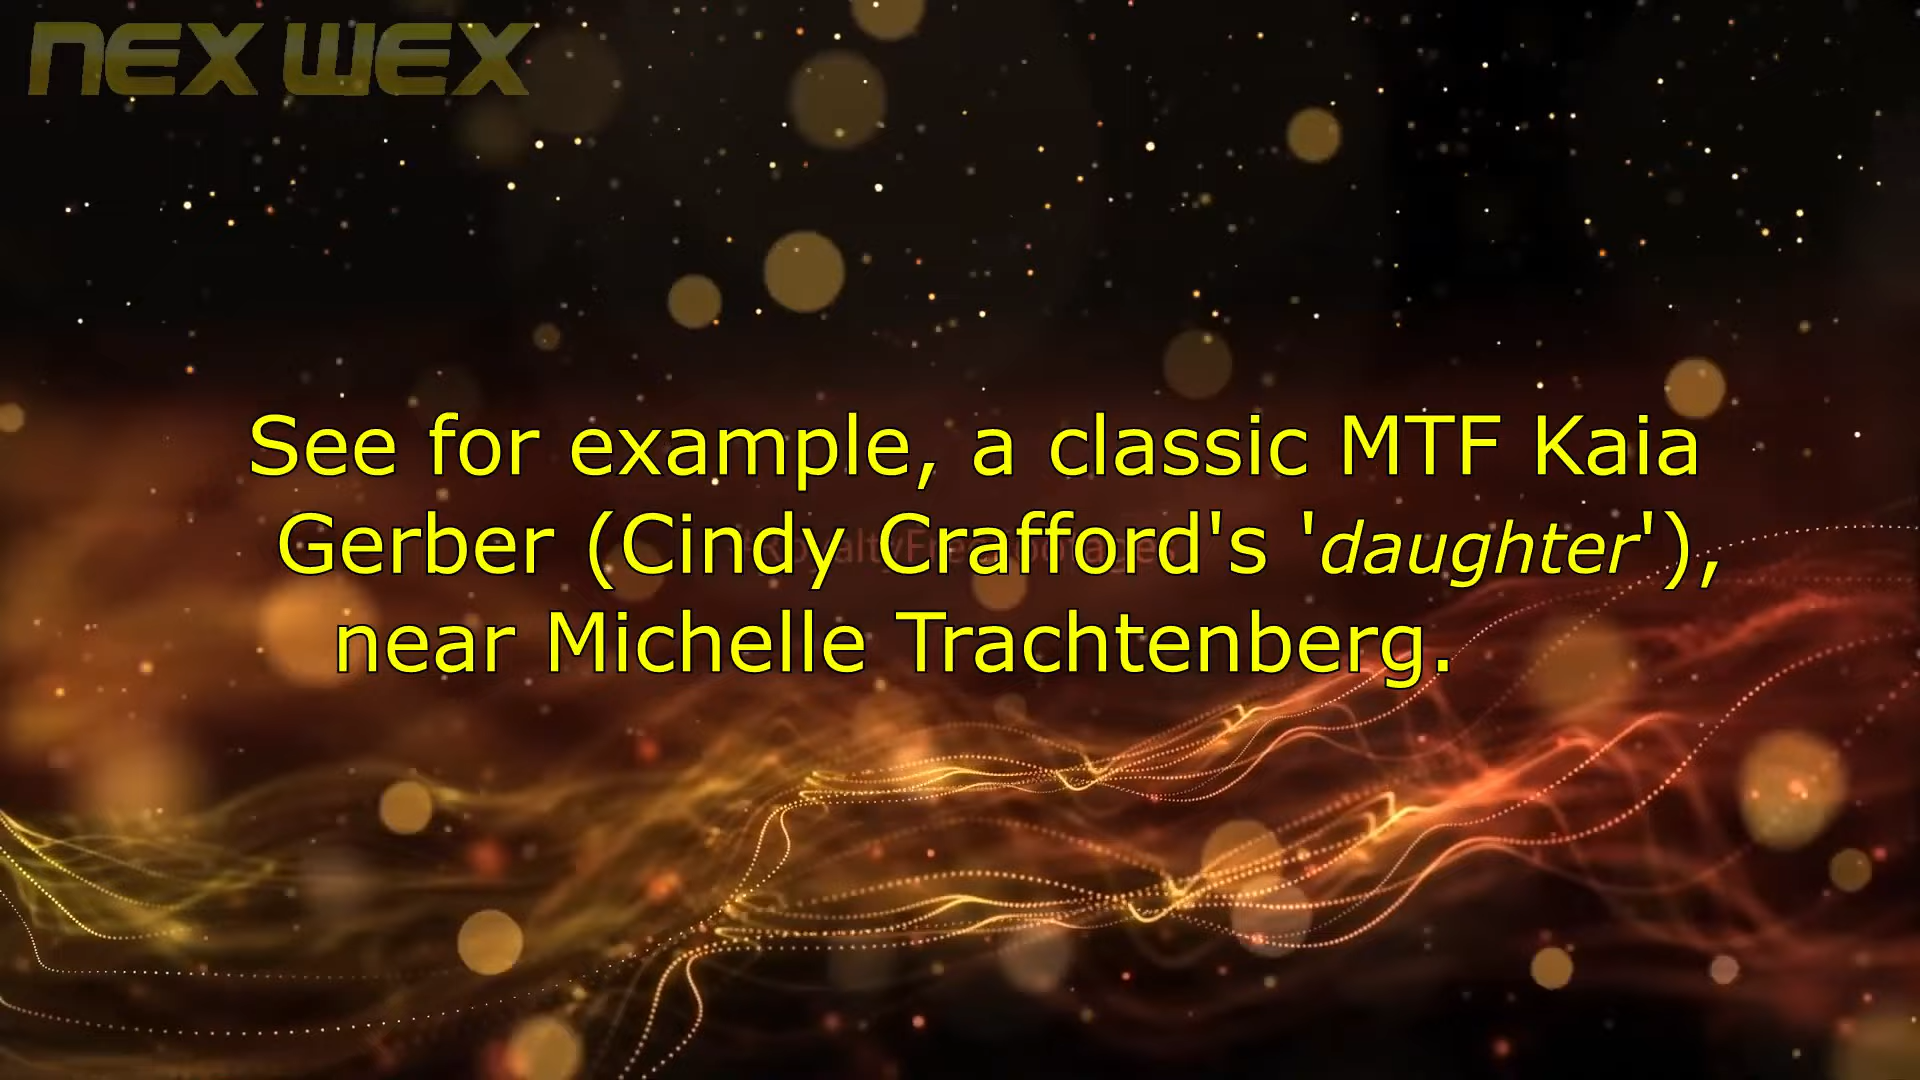 NEX WEX
See for example, a classic MTF Kaia
Gerber (Cindy Crafford's 'daughter'),
near Michelle Trachtenberg.